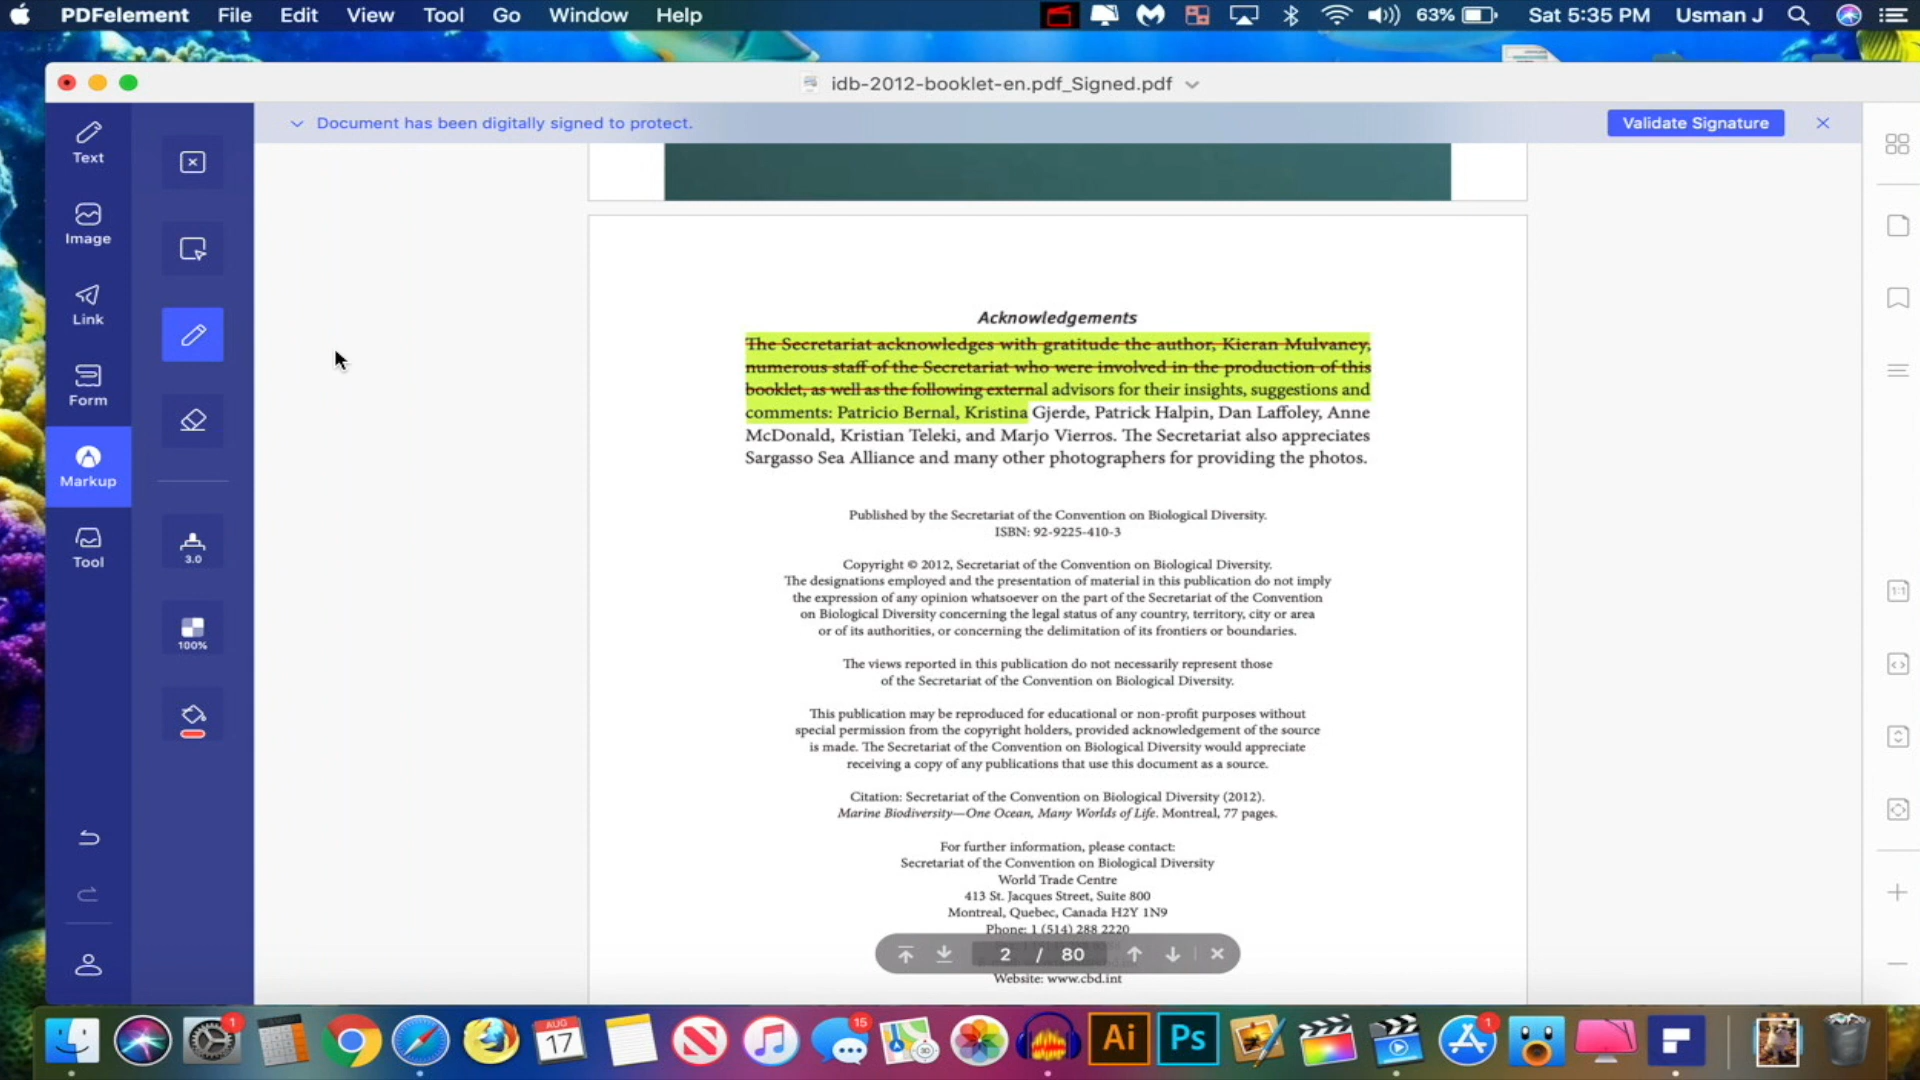 PDFelement File Edit View Tool Go Window Help 63% Sat 5:35 PM Usman J
idb-2012-booklet-en.pdf_Signed.pdf
Document has been digitally signed to protect. Validate Signature
Text
Image
Link
Form
Markup
Tool
3.0
100%
1:1
Acknowledgements
The Secretariat acknowledges with gratitude the author, Kieran Mulvaney,
numerous staff of the Secretariat who were involved in the production of this
booklet, as well as the following external advisors for their insights, suggestions and
comments: Patricio Bernal, Kristina Gjerde, Patrick Halpin, Dan Laffoley, Anne
McDonald, Kristian Teleki, and Marjo Vierros. The Secretariat also appreciates
Sargasso Sea Alliance and many other photographers for providing the photos.
Published by the Secretariat of the Convention on Biological Diversity.
ISBN: 92-9225-410-3
Copyright © 2012, Secretariat of the Convention on Biological Diversity.
The designations employed and the presentation of material in this publication do not imply
the expression of any opinion whatsoever on the part of the Secretariat of the Convention
on Biological Diversity concerning the legal status of any country, territory, city or area
or of its authorities, or concerning the delimitation of its frontiers or boundaries.
The views reported in this publication do not necessarily represent those
of the Secretariat of the Convention on Biological Diversity.
This publication may be reproduced for educational or non-profit purposes without
special permission from the copyright holders, provided acknowledgement of the source
is made. The Secretariat of the Convention on Biological Diversity would appreciate
receiving a copy of any publications that use this document as a source.
Citation: Secretariat of the Convention on Biological Diversity (2012).
Marine Biodiversity—One Ocean, Many Worlds of Life. Montreal, 77 pages.
For further information, please contact:
Secretariat of the Convention on Biological Diversity
World Trade Centre
413 St. Jacques Street, Suite 800
Montreal, Quebec, Canada H2Y 1N9
Phone: 1 (514) 288 2220
2 / 80
Website: www.cbd.int
1 AUG 17 15 3D Ai Ps 1